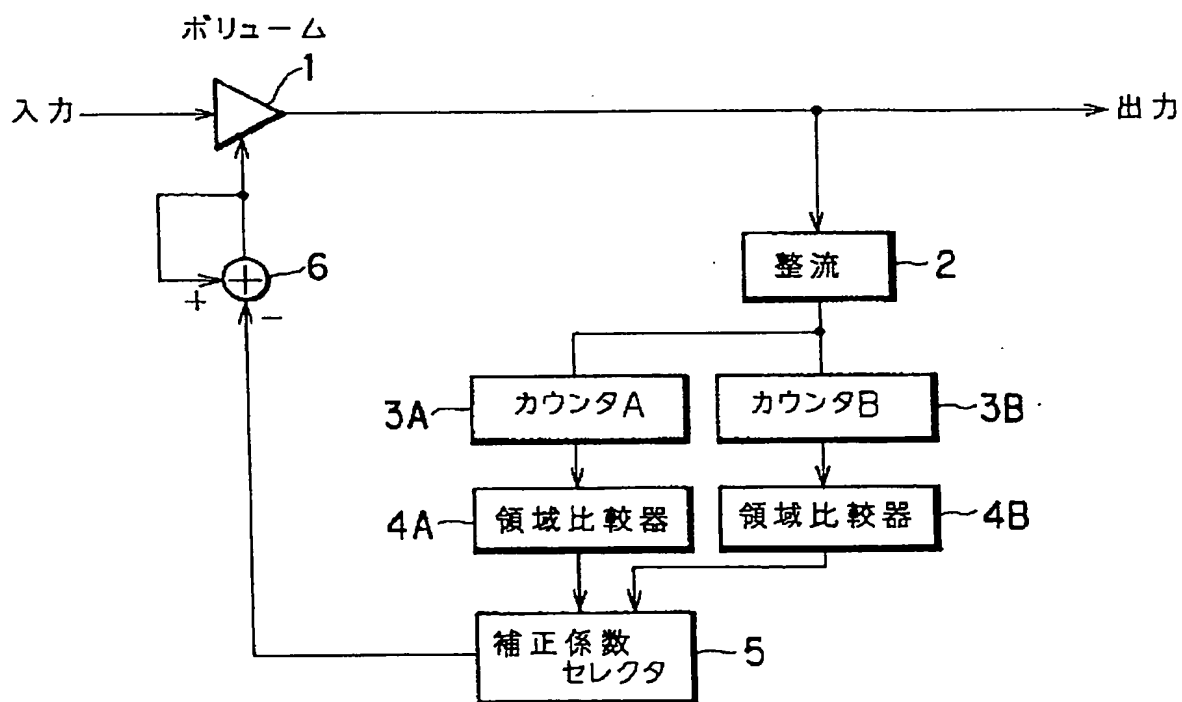 ボリューム
1
入力
出力
6
+
-
整流
2
カウンタA
3A
カウンタB
3B
領域比較器
4A
領域比較器
4B
補正係数
セレクタ
5